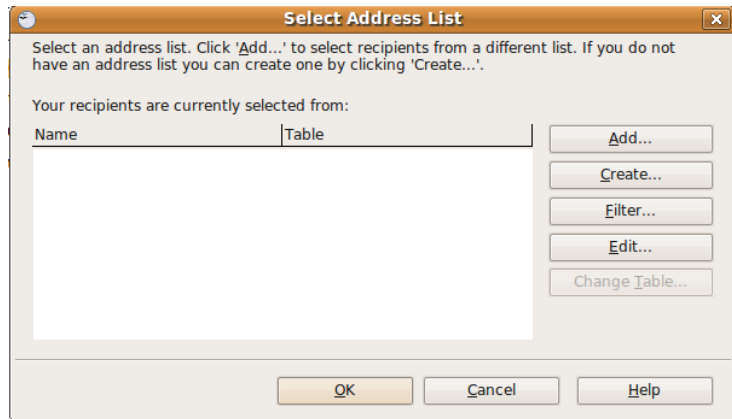 Select Address List
Select an address list. Click 'Add...' to select recipients from a different list. If you do not
have an address list you can create one by clicking 'Create...'.
Your recipients are currently selected from:
Name Table
Add...
Create...
Filter...
Edit...
Change Table...
OK Cancel Help